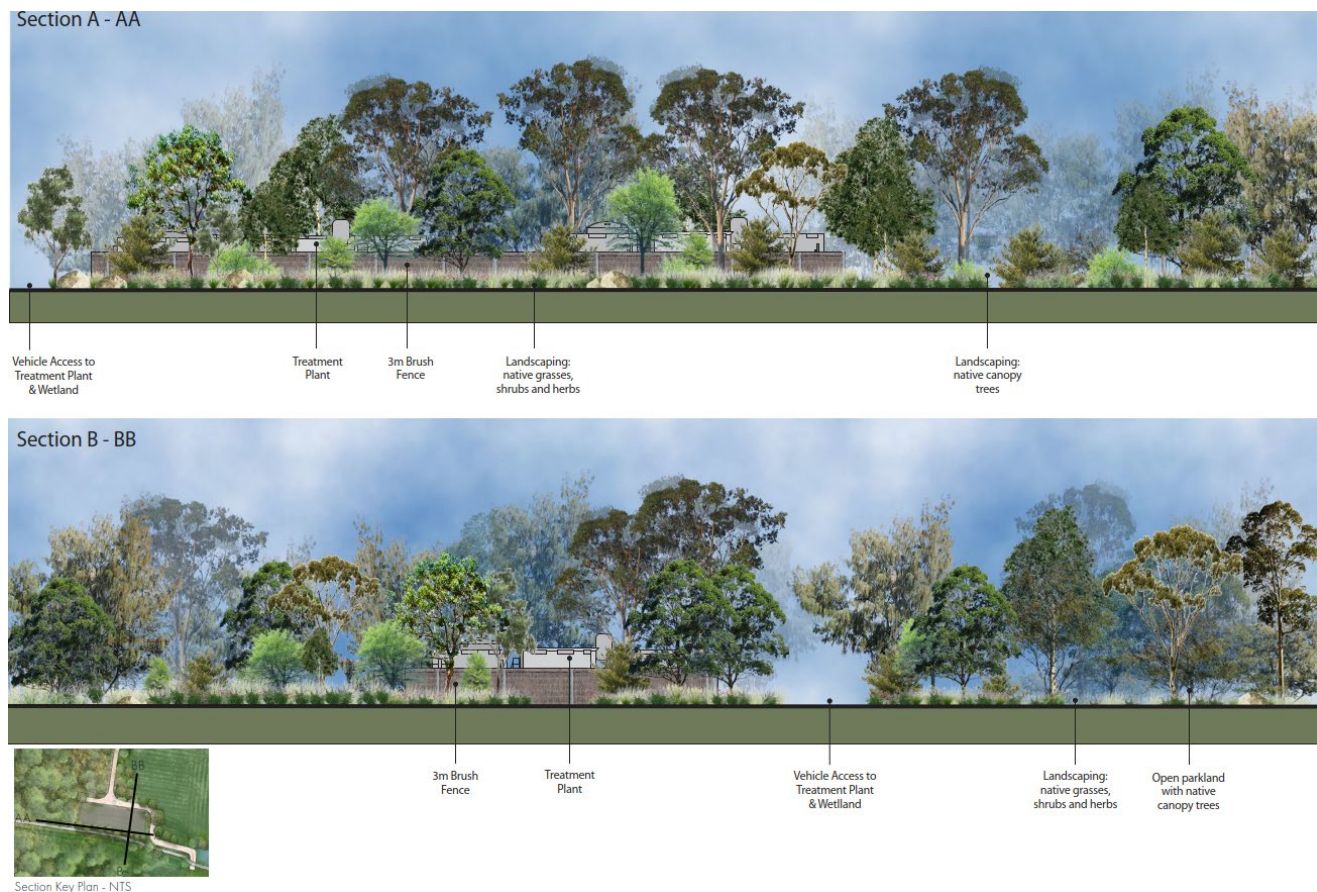 Section A - AA
Vehicle Access to
Treatment Plant
& Wetland
Treatment
Plant
3m Brush
Fence
Landscaping:
native grasses,
shrubs and herbs
Landscaping:
native canopy
trees
Section B - BB
3m Brush
Fence
Treatment
Plant
Vehicle Access to
Treatment Plant
& Wetlland
Landscaping:
native grasses,
shrubs and herbs
Open parkland
with native
canopy trees
BB
Section Key Plan - NTS